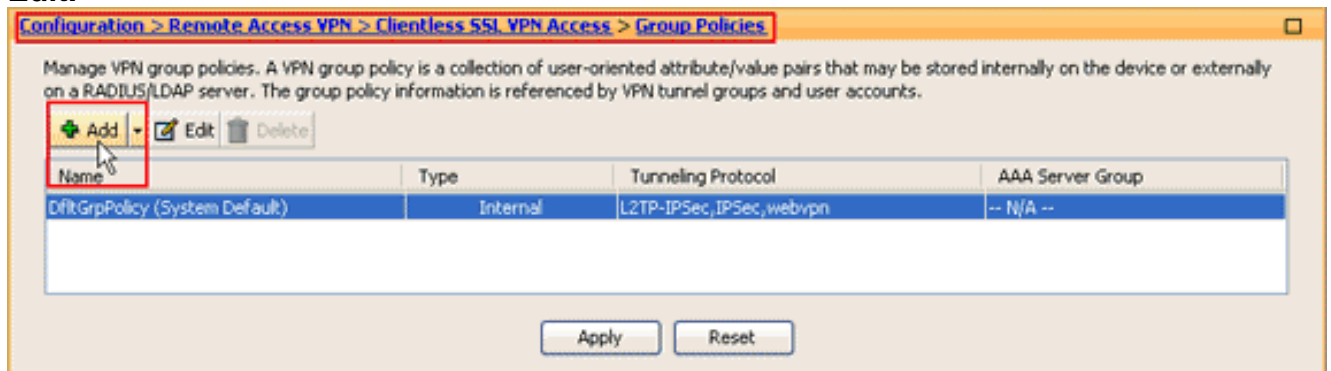 Configuration > Remote Access VPN > Clientless SSL VPN Access > Group Policies
Manage VPN group policies. A VPN group policy is a collection of user-oriented attribute/value pairs that may be stored internally on the device or externally
on a RADIUS/LDAP server. The group policy information is referenced by VPN tunnel groups and user accounts.
Add Edit Delete
Name Type Tunneling Protocol AAA Server Group
DfltGrpPolicy (System Default) Internal L2TP-IPSec,IPSec,webvpn -- N/A --
Apply Reset